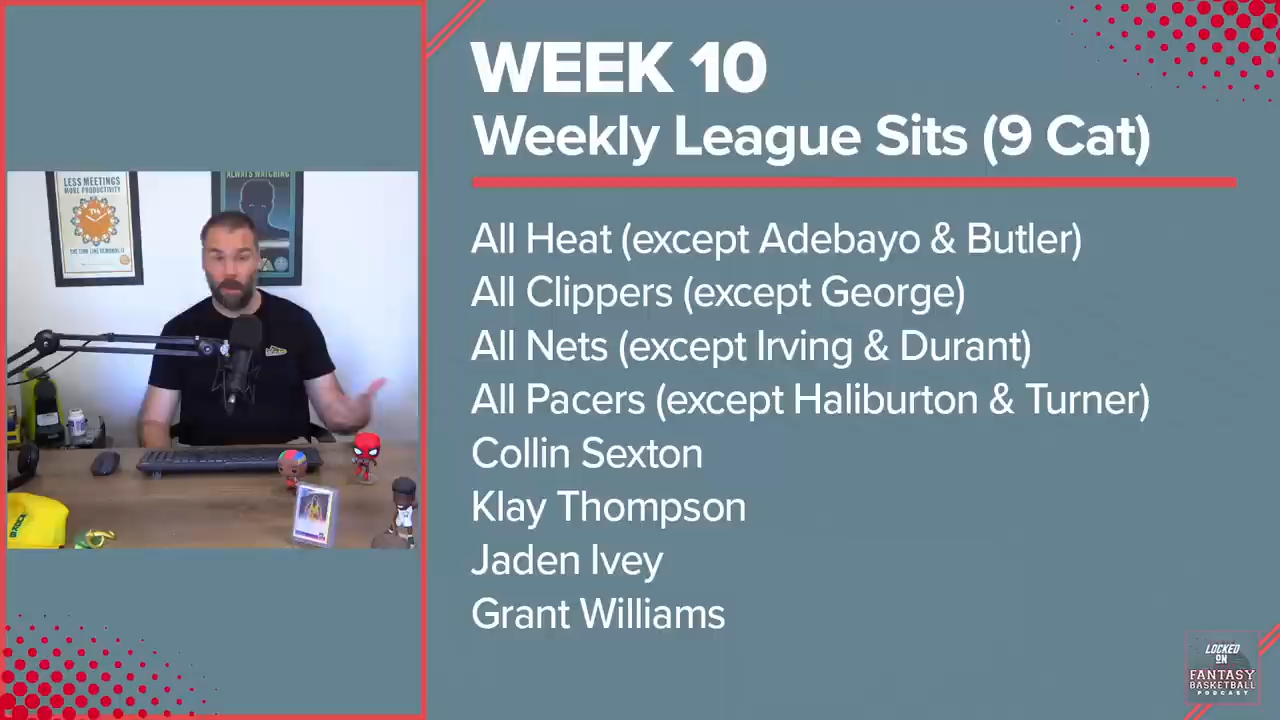 WEEK 10
Weekly League Sits (9 Cat)
All Heat (except Adebayo & Butler)
All Clippers (except George)
All Nets (except Irving & Durant)
All Pacers (except Haliburton & Turner)
Collin Sexton
Klay Thompson
Jaden Ivey
Grant Williams
LESS MEETINGS
MORE PRODUCTIVITY
ALWAYS WATCHING
LOCKED
ON
FANTASY
BASKETBALL
PODCAST